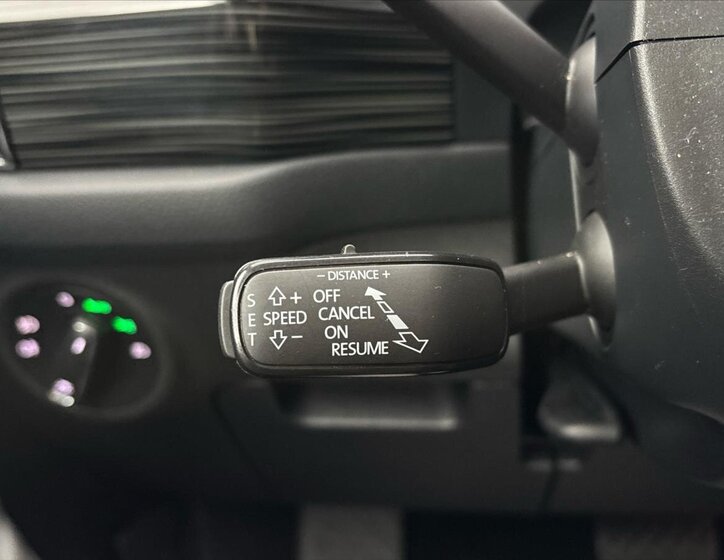 - DISTANCE +
S E T
+ OFF
SPEED CANCEL
- ON
RESUME